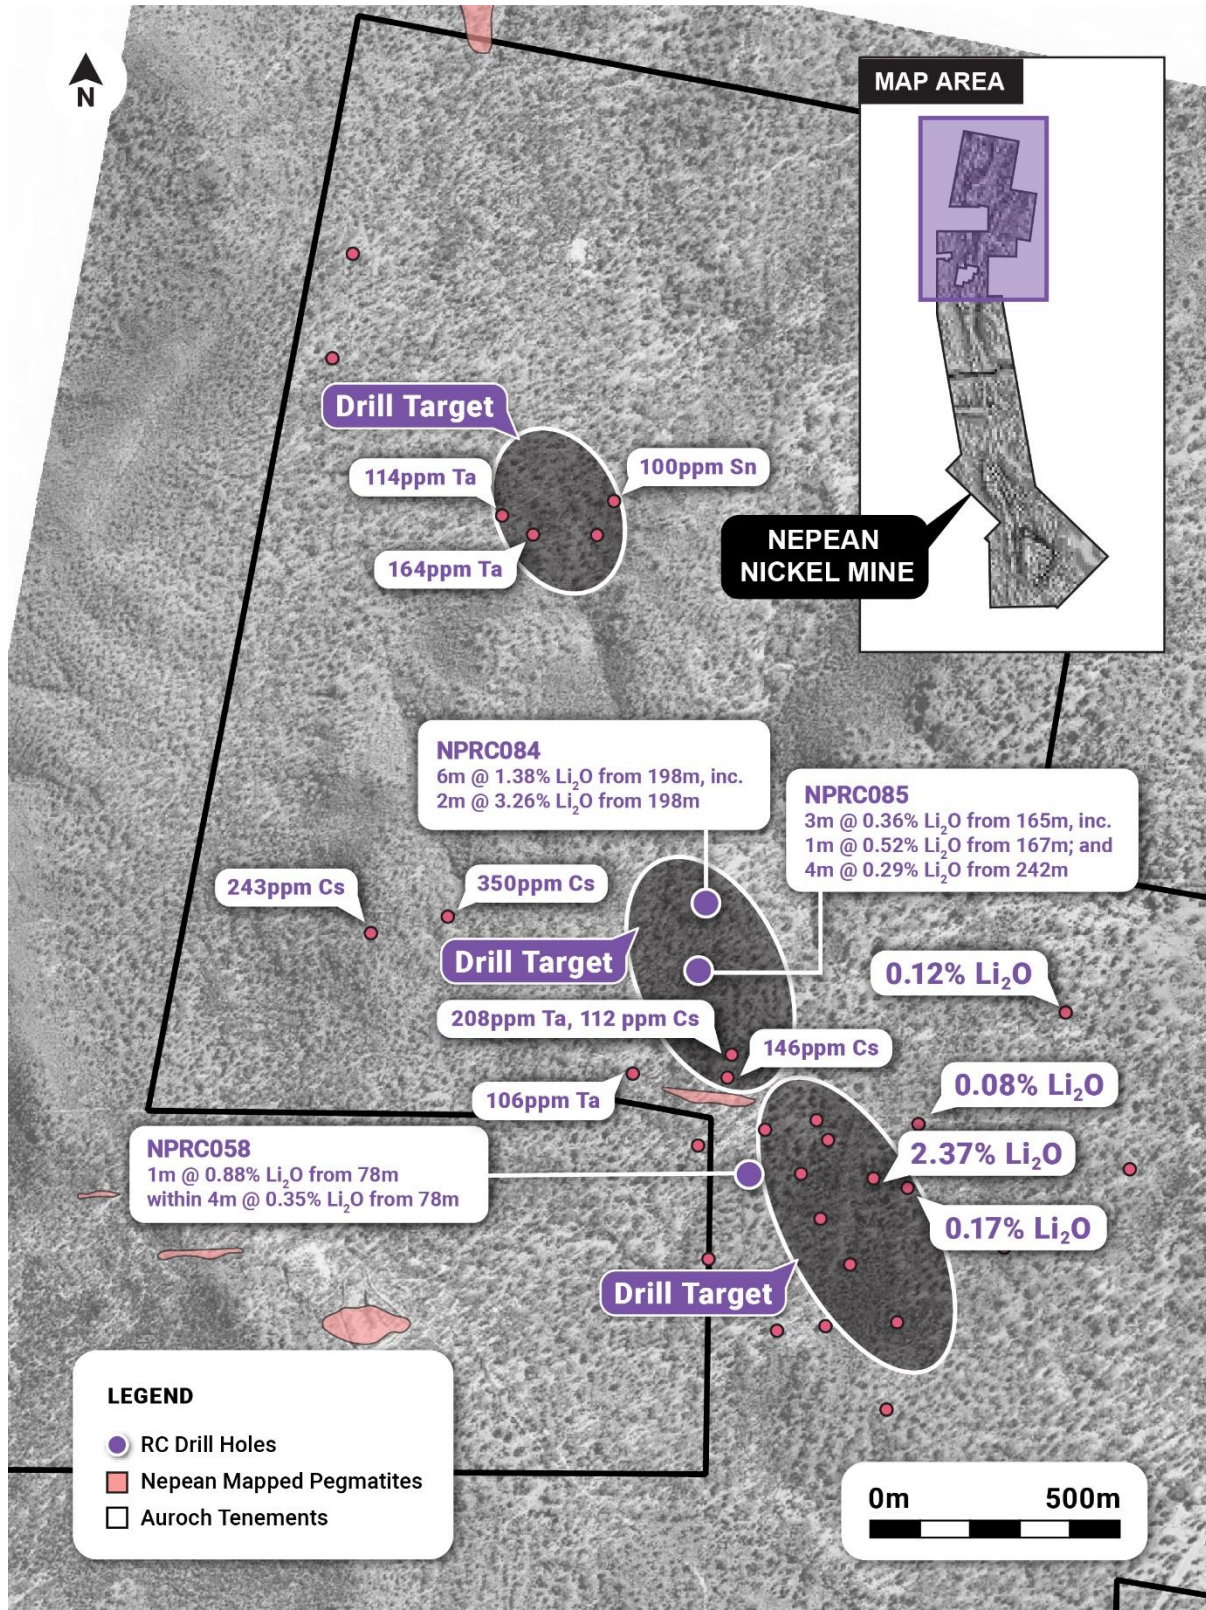 N
MAP AREA
NEPEAN
NICKEL MINE
Drill Target
114ppm Ta
100ppm Sn
164ppm Ta
NPRC084
6m @ 1.38% Li₂O from 198m, inc.
2m @ 3.26% Li₂O from 198m
NPRC085
3m @ 0.36% Li₂O from 165m, inc.
1m @ 0.52% Li₂O from 167m; and
4m @ 0.29% Li₂O from 242m
243ppm Cs
350ppm Cs
Drill Target
0.12% Li₂O
208ppm Ta, 112 ppm Cs
146ppm Cs
106ppm Ta
0.08% Li₂O
NPRC058
1m @ 0.88% Li₂O from 78m
within 4m @ 0.35% Li₂O from 78m
2.37% Li₂O
0.17% Li₂O
Drill Target
LEGEND
RC Drill Holes
Nepean Mapped Pegmatites
Auroch Tenements
0m 500m